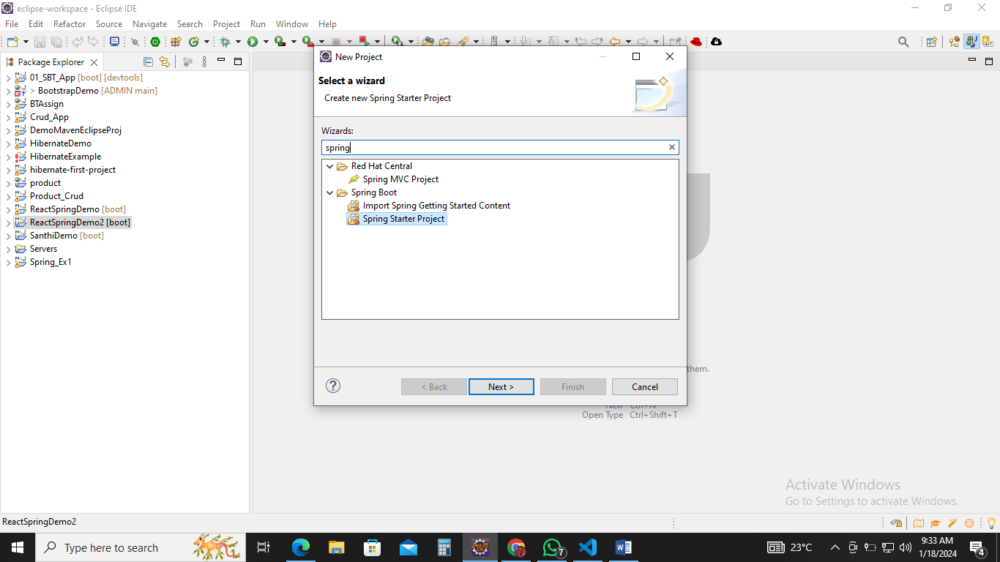 eclipse-workspace - Eclipse IDE
File Edit Refactor Source Navigate Search Project Run Window Help
Package Explorer
01_SBT_App [boot] [devtools]
> BootstrapDemo [ADMIN main]
BTAssign
Crud_App
DemoMavenEclipseProj
HibernateDemo
HibernateExample
hibernate-first-project
product
Product_Crud
ReactSpringDemo [boot]
ReactSpringDemo2 [boot]
SanthiDemo [boot]
Servers
Spring_Ex1
New Project
Select a wizard
Create new Spring Starter Project
Wizards:
spring
Red Hat Central
Spring MVC Project
Spring Boot
Import Spring Getting Started Content
Spring Starter Project
< Back Next > Finish Cancel
them.
New Ctrl+N
Open Type Ctrl+Shift+T
Activate Windows
Go to Settings to activate Windows.
ReactSpringDemo2
Type here to search
7
23°C
9:33 AM
1/18/2024
4